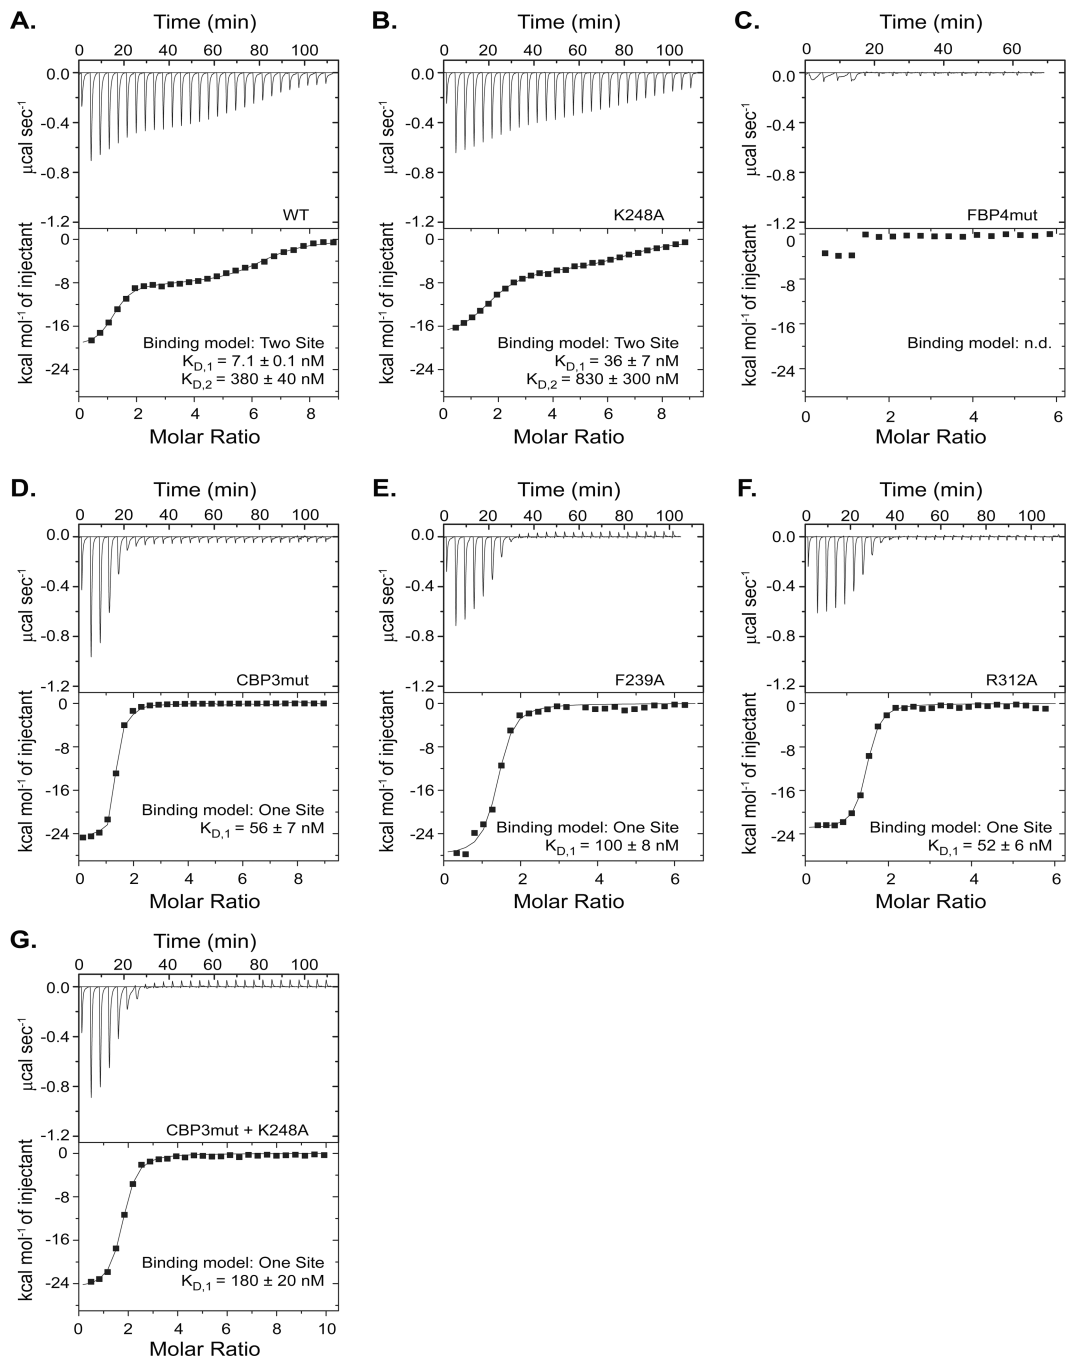 A.
Time (min)
0 20 40 60 80 100
0.0
-0.4
-0.8
-1.2
µcal sec-1
WT
0
-8
-16
-24
kcal mol-1 of injectant
Binding model: Two Site
KD,1 = 7.1 ± 0.1 nM
KD,2 = 380 ± 40 nM
0 2 4 6 8
Molar Ratio
B.
Time (min)
0 20 40 60 80 100
0.0
-0.4
-0.8
-1.2
µcal sec-1
K248A
0
-8
-16
-24
kcal mol-1 of injectant
Binding model: Two Site
KD,1 = 36 ± 7 nM
KD,2 = 830 ± 300 nM
0 2 4 6 8
Molar Ratio
C.
Time (min)
0 20 40 60
0.0
-0.4
-0.8
-1.2
µcal sec-1
FBP4mut
0
-8
-16
-24
kcal mol-1 of injectant
Binding model: n.d.
0 2 4 6
Molar Ratio
D.
Time (min)
0 20 40 60 80 100
0.0
-0.4
-0.8
-1.2
µcal sec-1
CBP3mut
0
-8
-16
-24
kcal mol-1 of injectant
Binding model: One Site
KD,1 = 56 ± 7 nM
0 2 4 6 8
Molar Ratio
E.
Time (min)
0 20 40 60 80 100
0.0
-0.4
-0.8
-1.2
µcal sec-1
F239A
0
-8
-16
-24
kcal mol-1 of injectant
Binding model: One Site
KD,1 = 100 ± 8 nM
0 2 4 6
Molar Ratio
F.
Time (min)
0 20 40 60 80 100
0.0
-0.4
-0.8
-1.2
µcal sec-1
R312A
0
-8
-16
-24
kcal mol-1 of injectant
Binding model: One Site
KD,1 = 52 ± 6 nM
0 2 4 6
Molar Ratio
G.
Time (min)
0 20 40 60 80 100
0.0
-0.4
-0.8
-1.2
µcal sec-1
CBP3mut + K248A
0
-8
-16
-24
kcal mol-1 of injectant
Binding model: One Site
KD,1 = 180 ± 20 nM
0 2 4 6 8 10
Molar Ratio